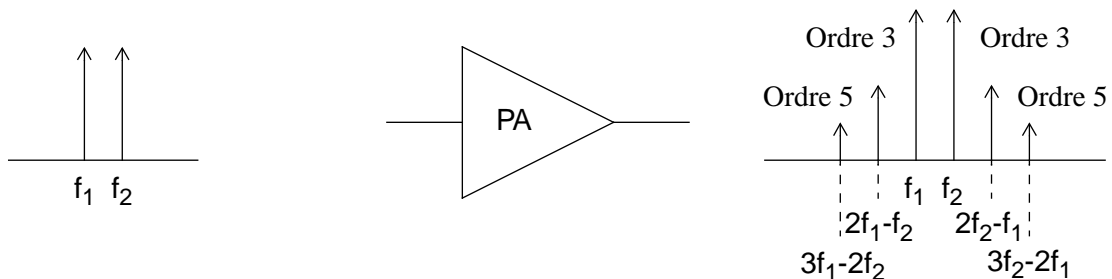 f1 f2
PA
Ordre 3 Ordre 3
Ordre 5 Ordre 5
f1 f2
2f1-f2 2f2-f1
3f1-2f2 3f2-2f1